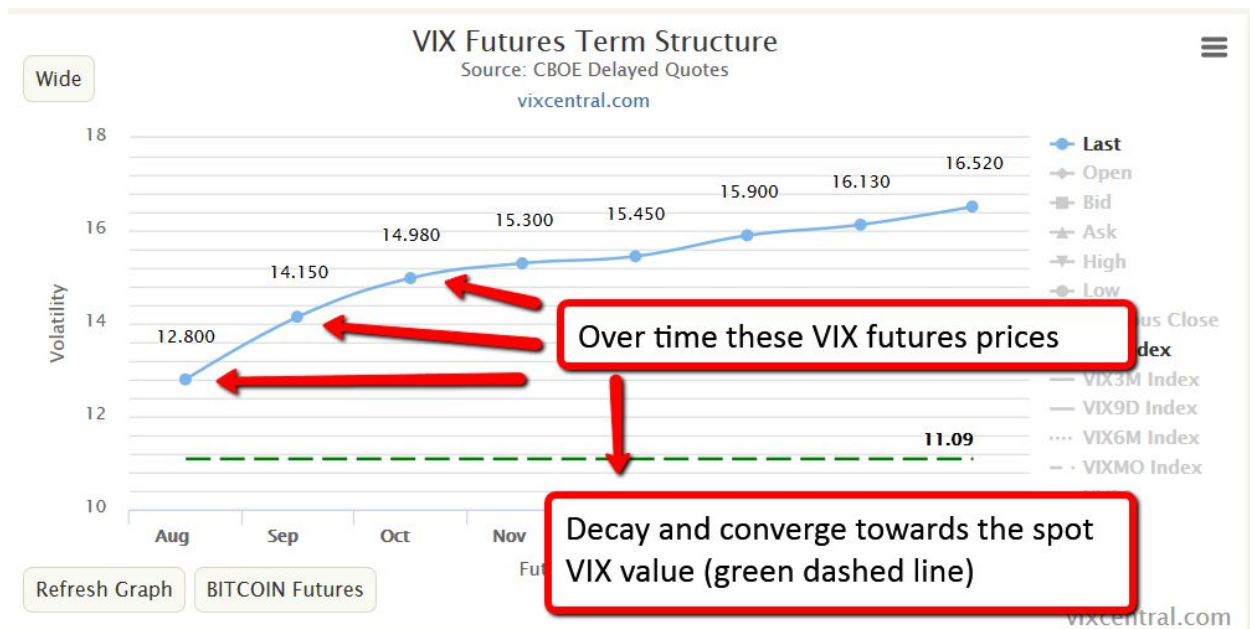 VIX Futures Term Structure
Source: CBOE Delayed Quotes
vixcentral.com
Wide
Volatility
18
16
14
12
10
12.800
14.150
14.980
15.300
15.450
15.900
16.130
16.520
11.09
Last
Open
Bid
Ask
High
Low
us Close
dex
VIX3M Index
VIX9D Index
VIX6M Index
VIXMO Index
Over time these VIX futures prices
Decay and converge towards the spot
VIX value (green dashed line)
Aug
Sep
Oct
Nov
Fut
Refresh Graph
BITCOIN Futures
vixcentral.com